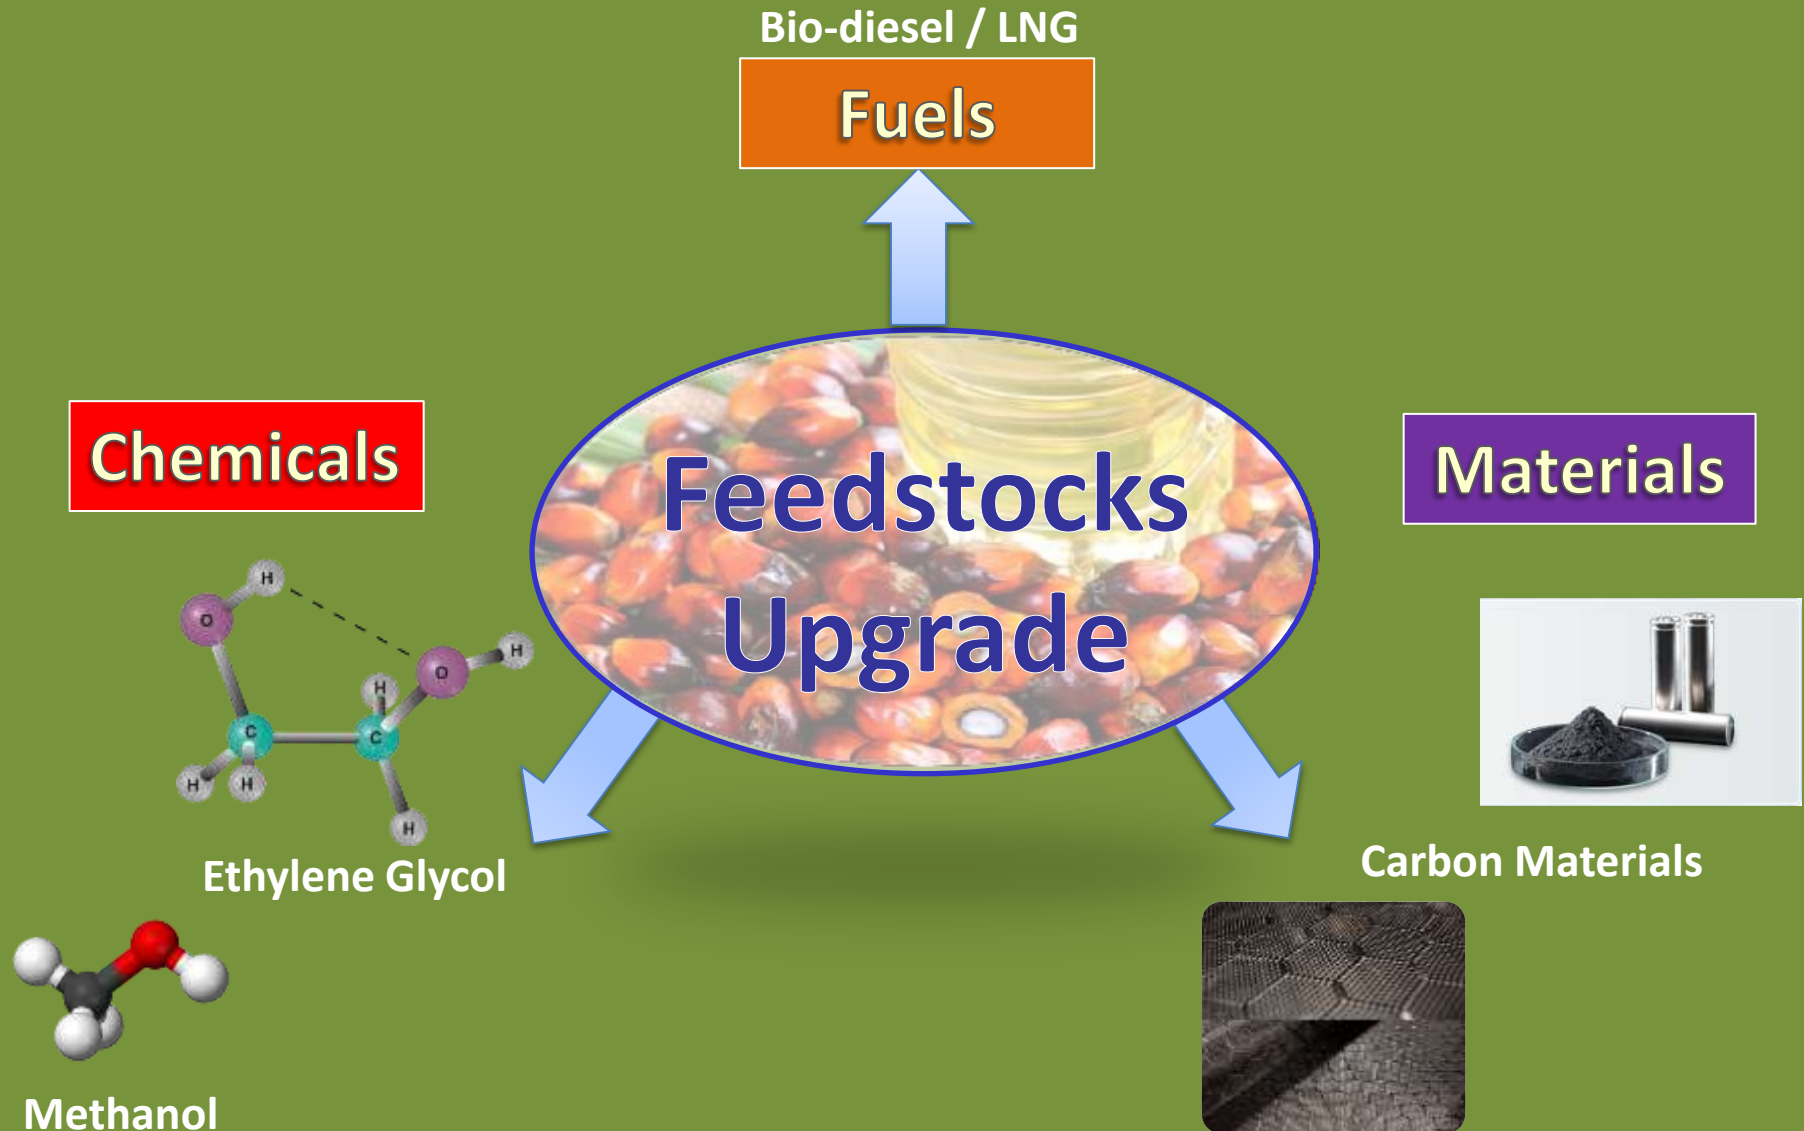 Bio-diesel / LNG
Fuels
Chemicals
Feedstocks
Upgrade
Materials
H
O
H
O
H
C
C
H
H
H
Ethylene Glycol
Carbon Materials
Methanol